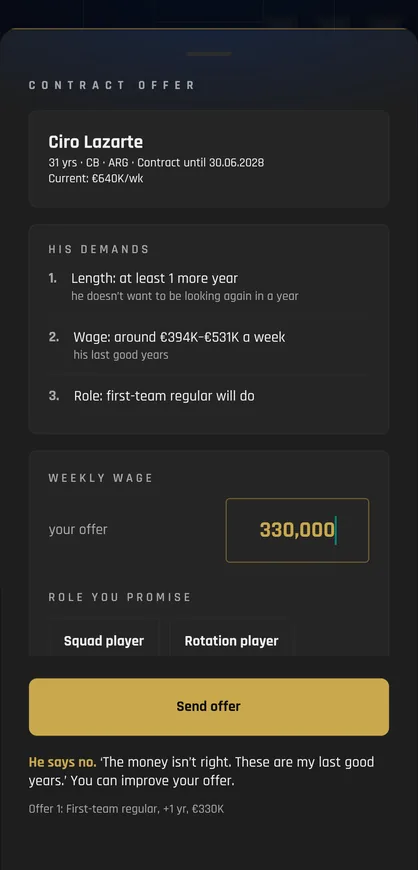 CONTRACT OFFER
Ciro Lazarte
31 yrs · CB · ARG · Contract until 30.06.2028
Current: €640K/wk
HIS DEMANDS
1. Length: at least 1 more year
he doesn't want to be looking again in a year
2. Wage: around €394K–€531K a week
his last good years
3. Role: first-team regular will do
WEEKLY WAGE
your offer 330,000
ROLE YOU PROMISE
Squad player Rotation player
Send offer
He says no. ‘The money isn’t right. These are my last good
years.’ You can improve your offer.
Offer 1: First-team regular, +1 yr, €330K